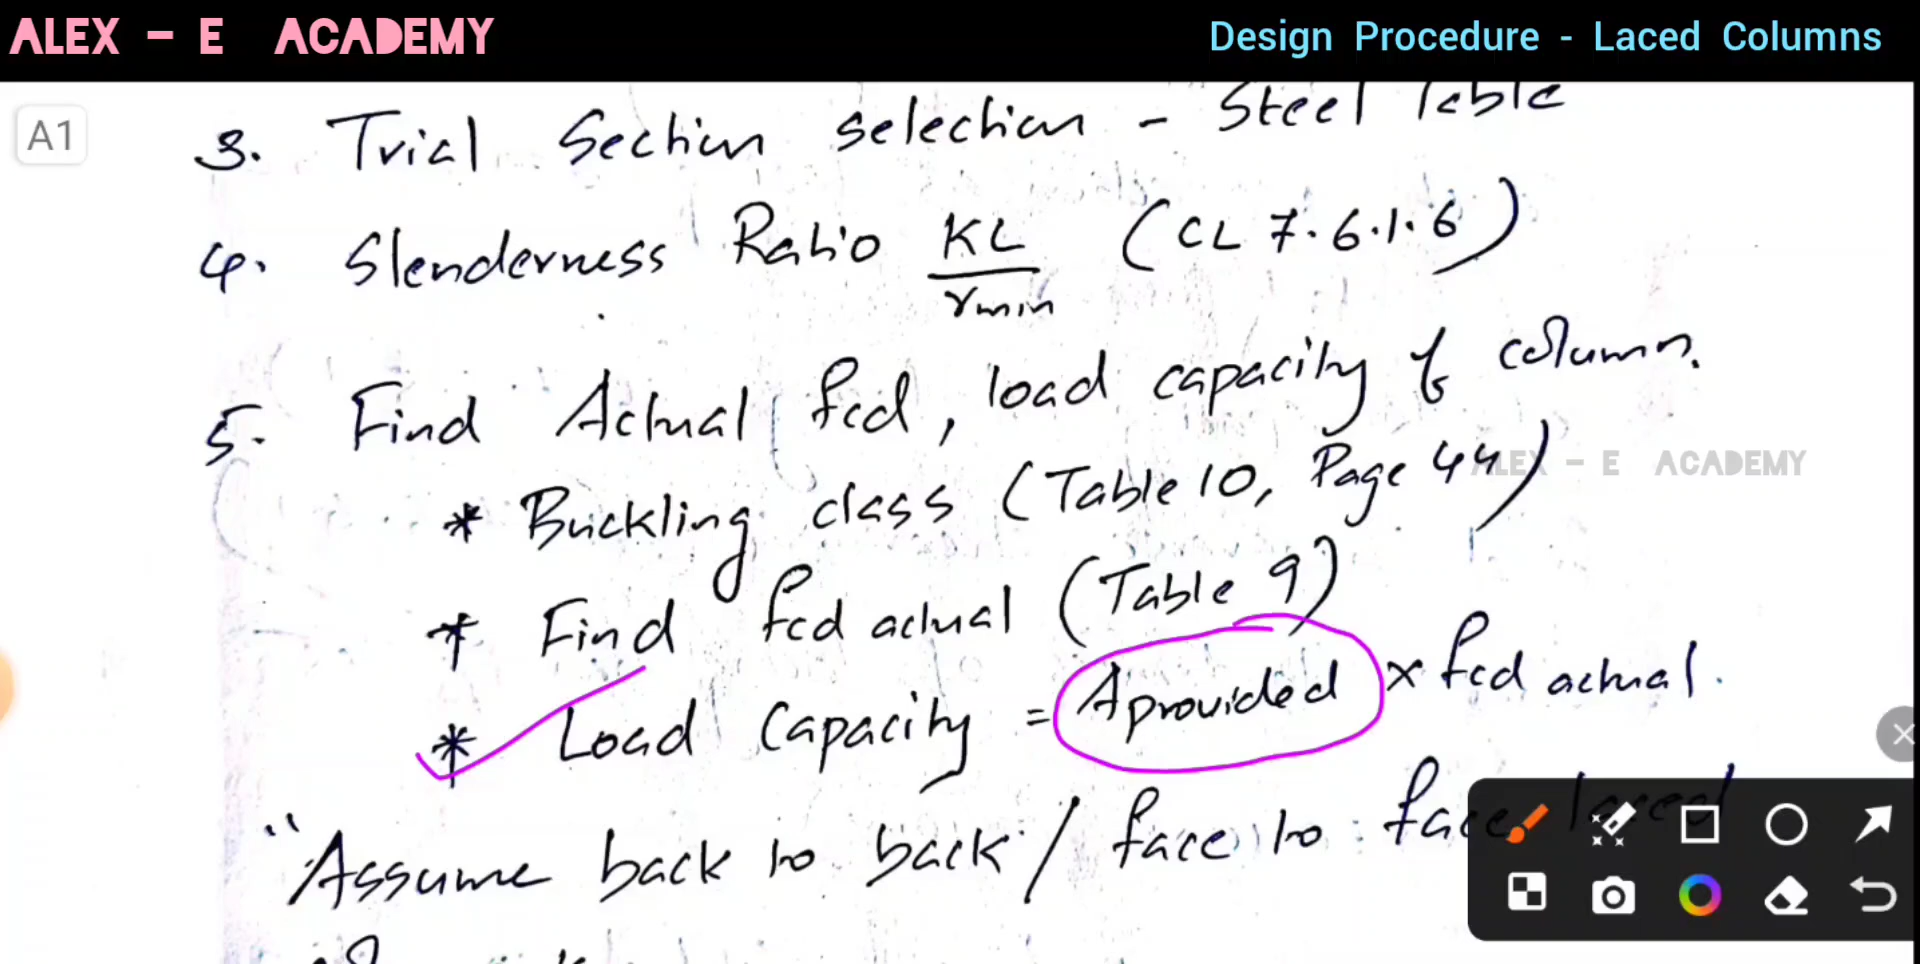 ALEX - E ACADEMY
Design Procedure - Laced Columns
A1
3. Trial Section selection - Steel Table
4. Slenderness Ratio KL/rmin (CL 7.6.1.6)
5. Find Actual fcd, load capacity of column.
* Buckling class (Table 10, Page 44)
ALEX - E ACADEMY
* Find fcd actual (Table 9)
* Load Capacity = Aprovided x fcd actual.
"Assume back to back / face to face laced